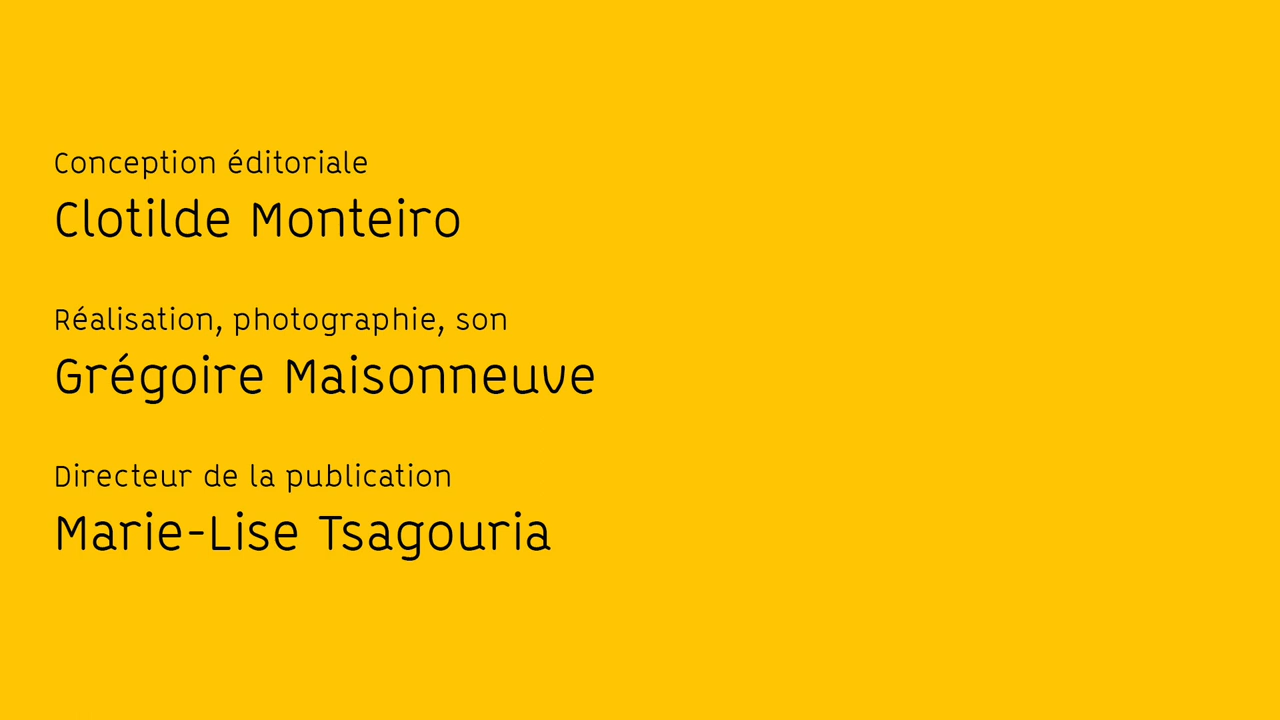 Conception éditoriale
Clotilde Monteiro
Réalisation, photographie, son
Grégoire Maisonneuve
Directeur de la publication
Marie-Lise Tsagouria